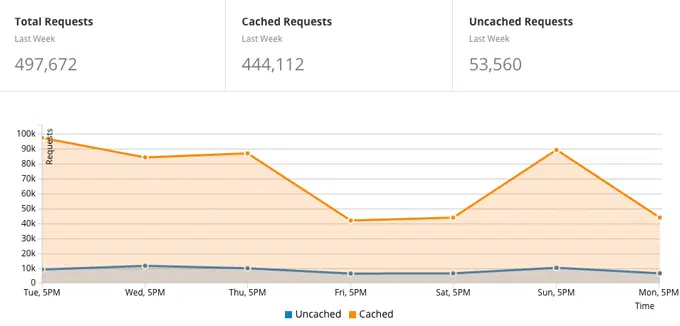 Total Requests
Last Week
497,672
Cached Requests
Last Week
444,112
Uncached Requests
Last Week
53,560
Requests
100k
90k
80k
70k
60k
50k
40k
30k
20k
10k
0
Tue, 5PM Wed, 5PM Thu, 5PM Fri, 5PM Sat, 5PM Sun, 5PM Mon, 5PM
Time
Uncached Cached